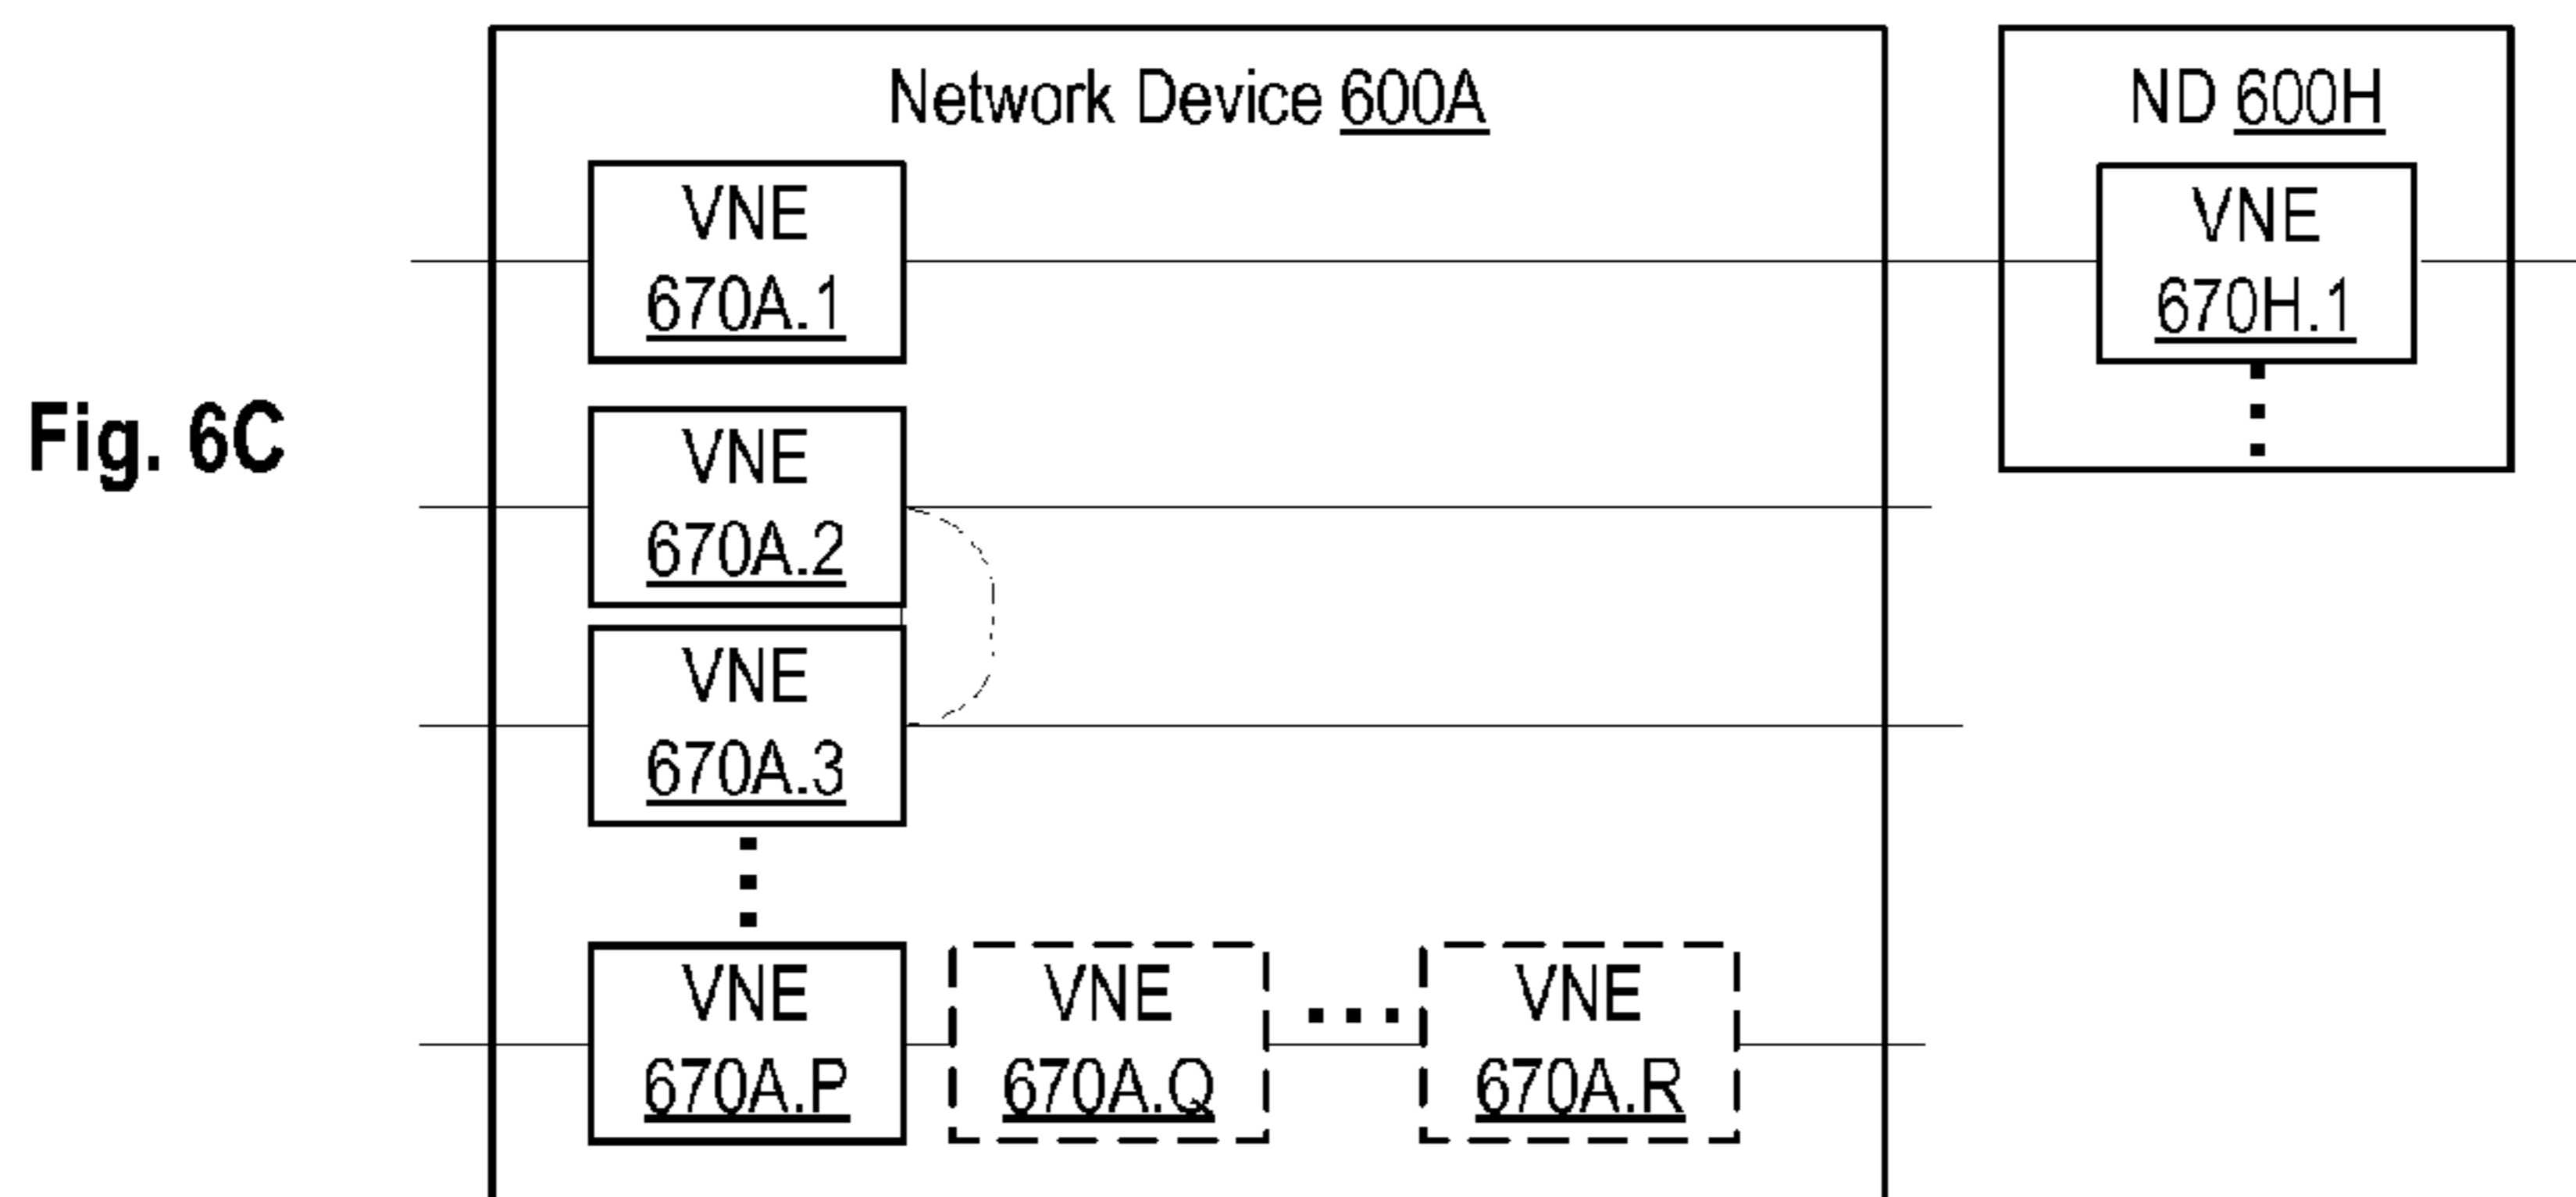 Network Device 600A
ND 600H
VNE
670A.1
VNE
670H.1
Fig. 6C
VNE
670A.2
VNE
670A.3
VNE
670A.P
VNE
670A.Q
VNE
670A.R